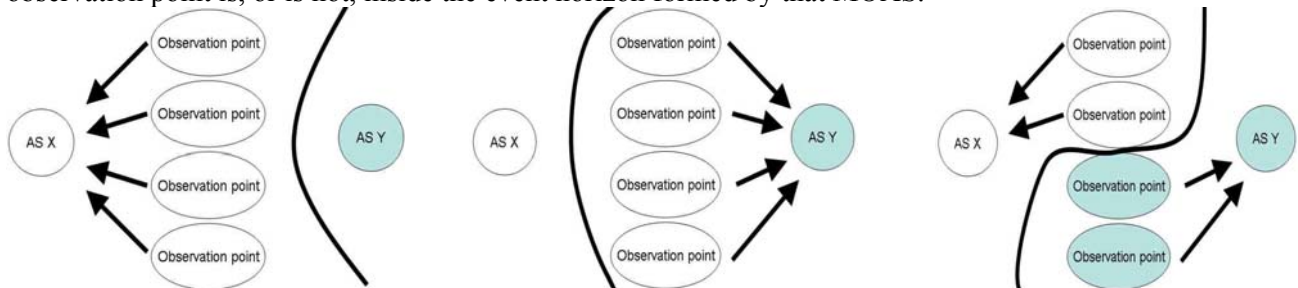 observation point is, or is not, inside the event horizon formed by that MOAS.
Observation point
Observation point
AS X
AS Y
Observation point
Observation point
Observation point
Observation point
AS X
AS Y
Observation point
Observation point
Observation point
Observation point
AS X
AS Y
Observation point
Observation point